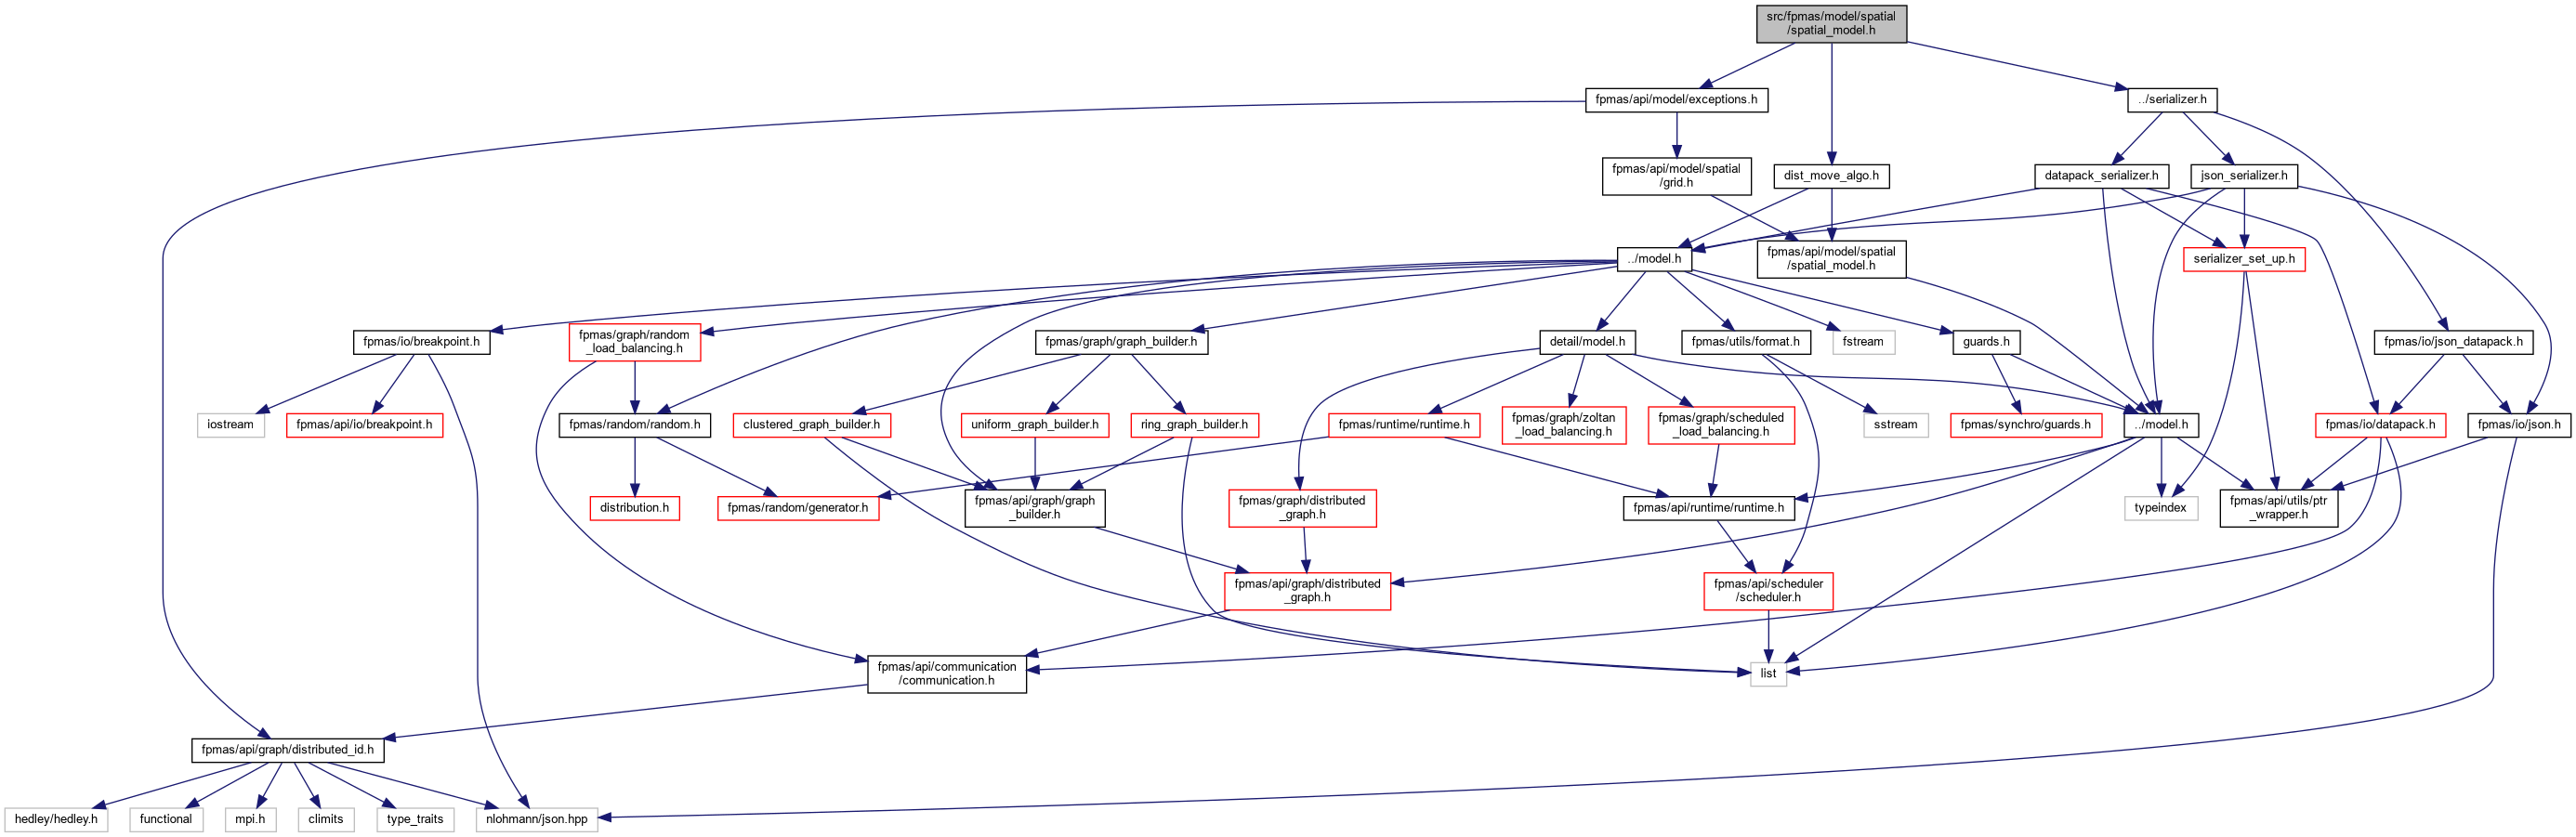 src/fpmas/model/spatial
/spatial_model.h
fpmas/api/model/exceptions.h
../serializer.h
fpmas/api/model/spatial
/grid.h
dist_move_algo.h
datapack_serializer.h
json_serializer.h
../model.h
fpmas/api/model/spatial
/spatial_model.h
serializer_set_up.h
fpmas/io/breakpoint.h
fpmas/graph/random
_load_balancing.h
fpmas/graph/graph_builder.h
detail/model.h
fpmas/utils/format.h
fstream
guards.h
fpmas/io/json_datapack.h
iostream
fpmas/api/io/breakpoint.h
fpmas/random/random.h
clustered_graph_builder.h
uniform_graph_builder.h
ring_graph_builder.h
fpmas/runtime/runtime.h
fpmas/graph/zoltan
_load_balancing.h
fpmas/graph/scheduled
_load_balancing.h
sstream
fpmas/synchro/guards.h
../model.h
fpmas/io/datapack.h
fpmas/io/json.h
distribution.h
fpmas/random/generator.h
fpmas/api/graph/graph
_builder.h
fpmas/graph/distributed
_graph.h
fpmas/api/runtime/runtime.h
typeindex
fpmas/api/utils/ptr
_wrapper.h
fpmas/api/graph/distributed
_graph.h
fpmas/api/scheduler
/scheduler.h
fpmas/api/communication
/communication.h
list
fpmas/api/graph/distributed_id.h
hedley/hedley.h
functional
mpi.h
climits
type_traits
nlohmann/json.hpp